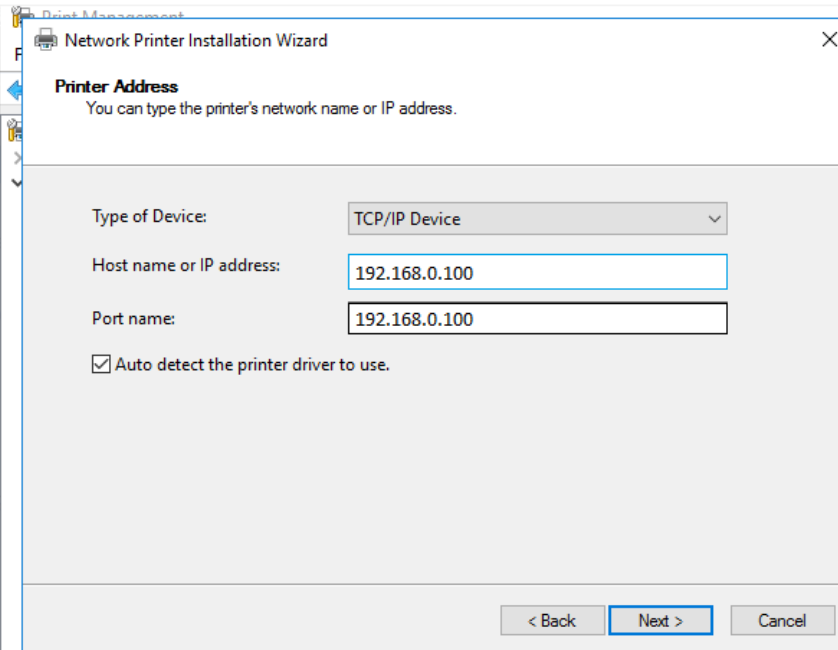 Print Management
Network Printer Installation Wizard
F
Printer Address
You can type the printer's network name or IP address.
Type of Device:
TCP/IP Device
Host name or IP address:
192.168.0.100
Port name:
192.168.0.100
Auto detect the printer driver to use.
< Back
Next >
Cancel